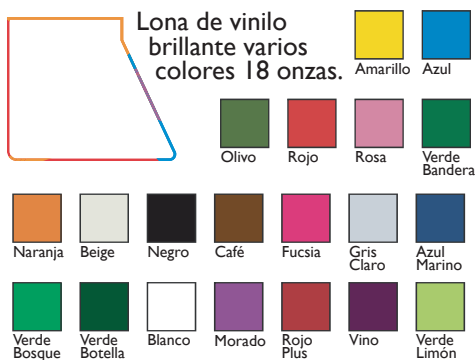 Lona de vinilo
brillante varios
colores 18 onzas.
Amarillo
Azul
Olivo
Rojo
Rosa
Verde
Bandera
Naranja
Beige
Negro
Café
Fucsia
Gris
Claro
Azul
Marino
Verde
Bosque
Verde
Botella
Blanco
Morado
Rojo
Plus
Vino
Verde
Limón